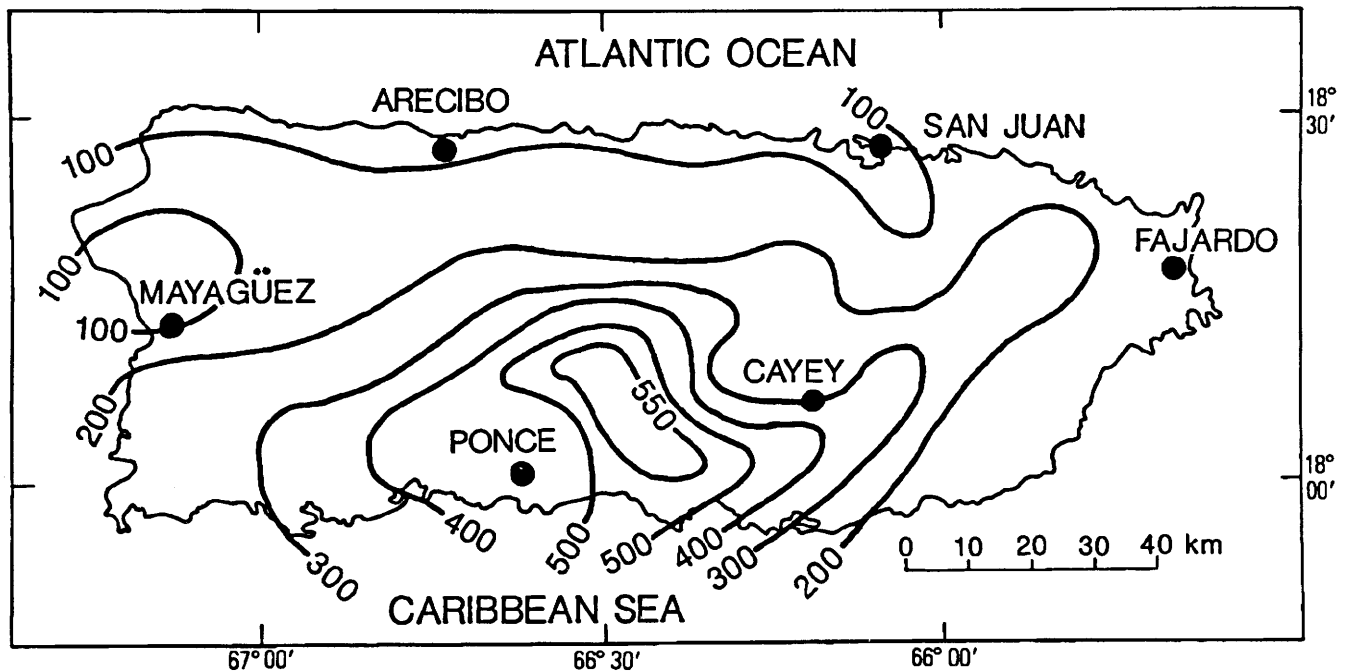 ATLANTIC OCEAN
ARECIBO
100
SAN JUAN
18°
30′
100
100
FAJARDO
MAYAGÜEZ
100
200
CAYEY
550
PONCE
18°
00′
400
500
500
400
300
200
300
0 10 20 30 40 km
CARIBBEAN SEA
67°00′
66°30′
66°00′